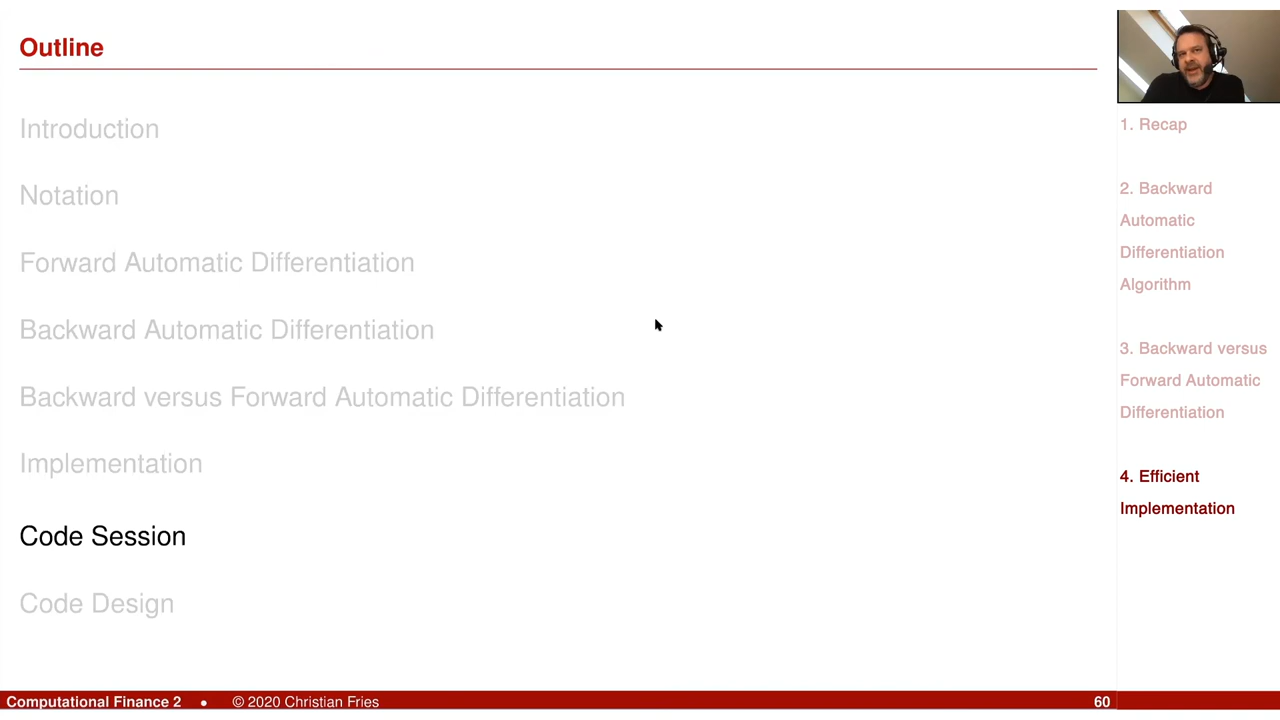 Outline
Introduction
Notation
Forward Automatic Differentiation
Backward Automatic Differentiation
Backward versus Forward Automatic Differentiation
Implementation
Code Session
Code Design
1. Recap
2. Backward
Automatic
Differentiation
Algorithm
3. Backward versus
Forward Automatic
Differentiation
4. Efficient
Implementation
Computational Finance 2 • © 2020 Christian Fries 60